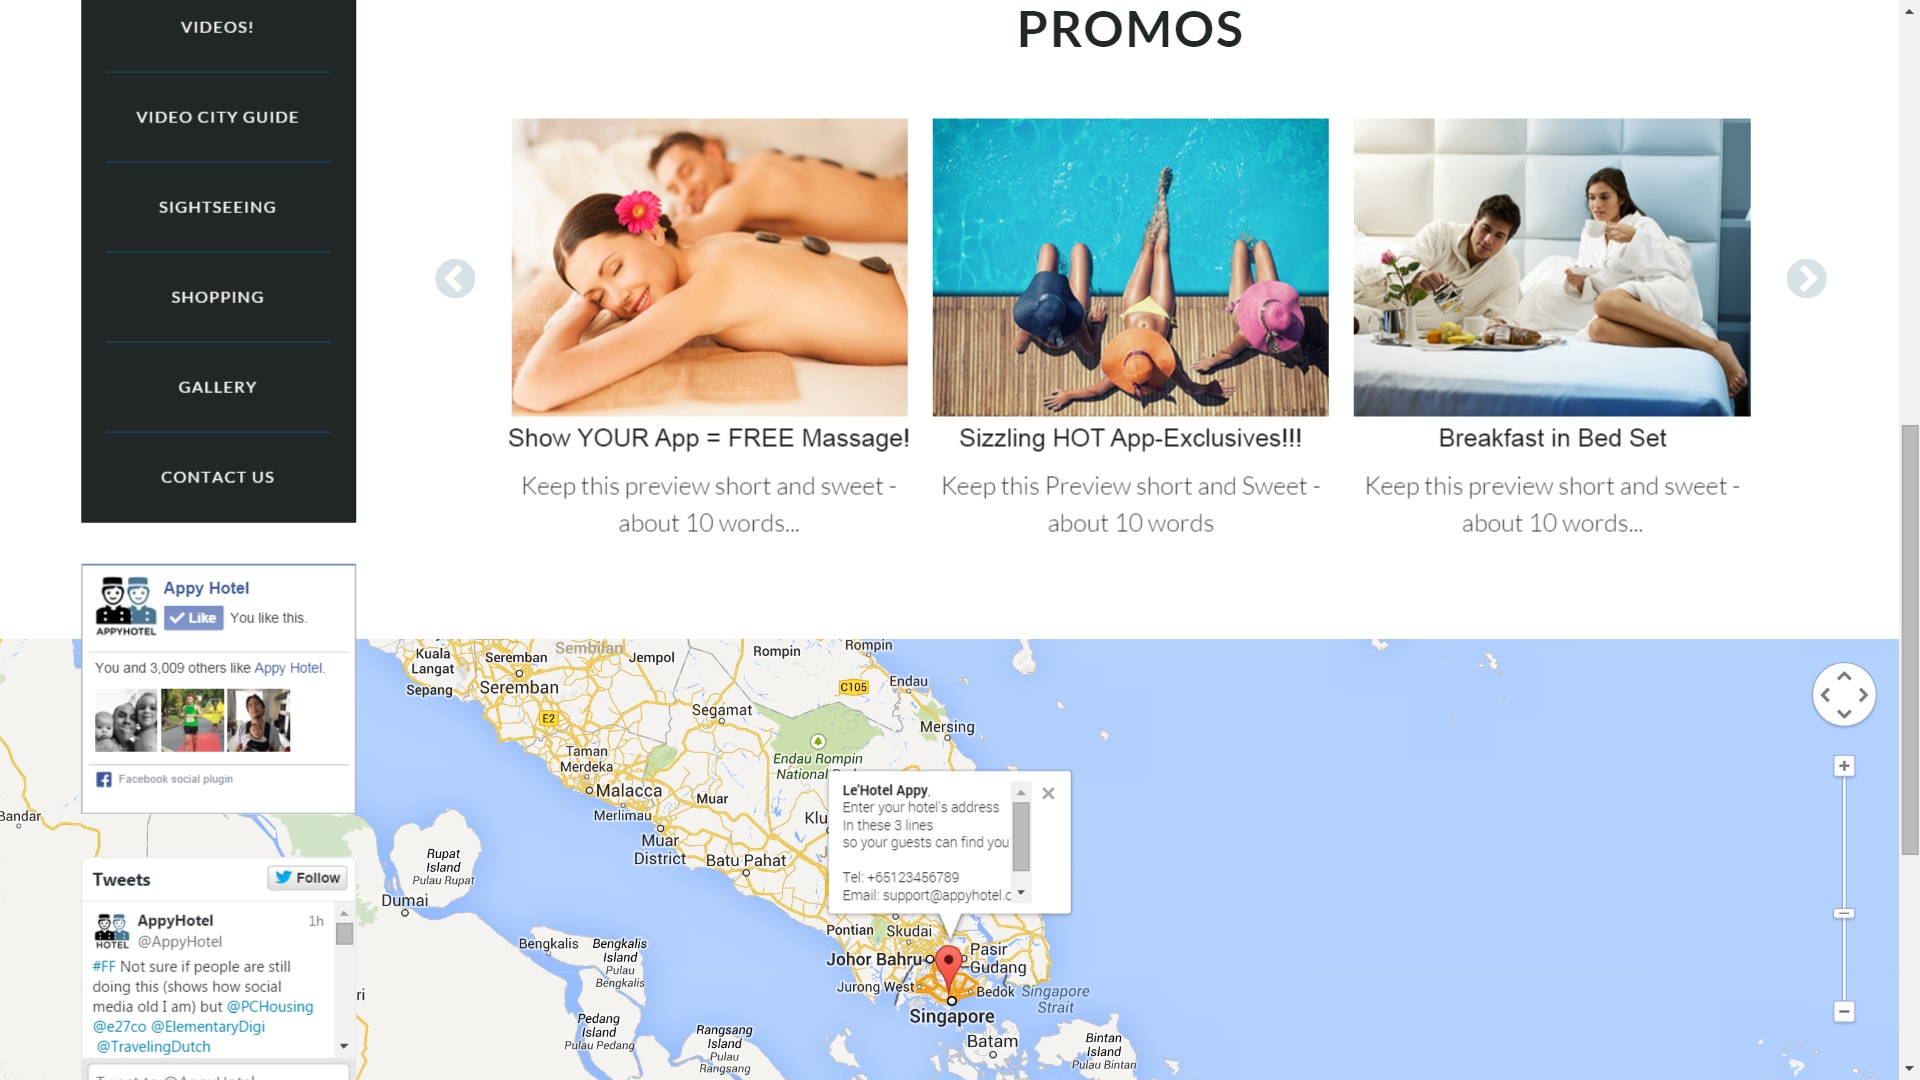 VIDEOS!
VIDEO CITY GUIDE
SIGHTSEEING
SHOPPING
GALLERY
CONTACT US
PROMOS
Show YOUR App = FREE Massage!
Keep this preview short and sweet -
about 10 words...
Sizzling HOT App-Exclusives!!!
Keep this Preview short and Sweet -
about 10 words
Breakfast in Bed Set
Keep this preview short and sweet -
about 10 words...
APPYHOTEL
Appy Hotel
Like
You like this.
You and 3,009 others like Appy Hotel.
Facebook social plugin
Tweets
Follow
HOTEL
AppyHotel
1h
@AppyHotel
#FF Not sure if people are still
doing this (shows how social
media old I am) but @PCHousing
@e27co @ElementaryDigi
@TravelingDutch
Tweet to @AppyHotel
Kuala
Langat
Sepang
Seremban
Seremban
Sembilan
Jempol
Rompin
Rompin
C105
Endau
E2
Segamat
Mersing
Endau Rompin
National
Taman
Merdeka
Malacca
Merlimau
Muar
Klu
Muar
District
Batu Pahat
Le'Hotel Appy,
Enter your hotel's address
In these 3 lines
so your guests can find you
Tel: +65123456789
Email: support@appyhotel.c
Bandar
Rupat
Island
Pulau Rupat
Dumai
ri
Bengkalis
Bengkalis
Island
Pulau
Bengkalis
Pontian
Skudai
Johor Bahru
Pasir
Gudang
Jurong West
Bedok
Singapore
Strait
Singapore
Pedang
Island
Pulau Pedang
Rangsang
Island
Pulau
Rangsang
Batam
Bintan
Island
Pulau Bintan